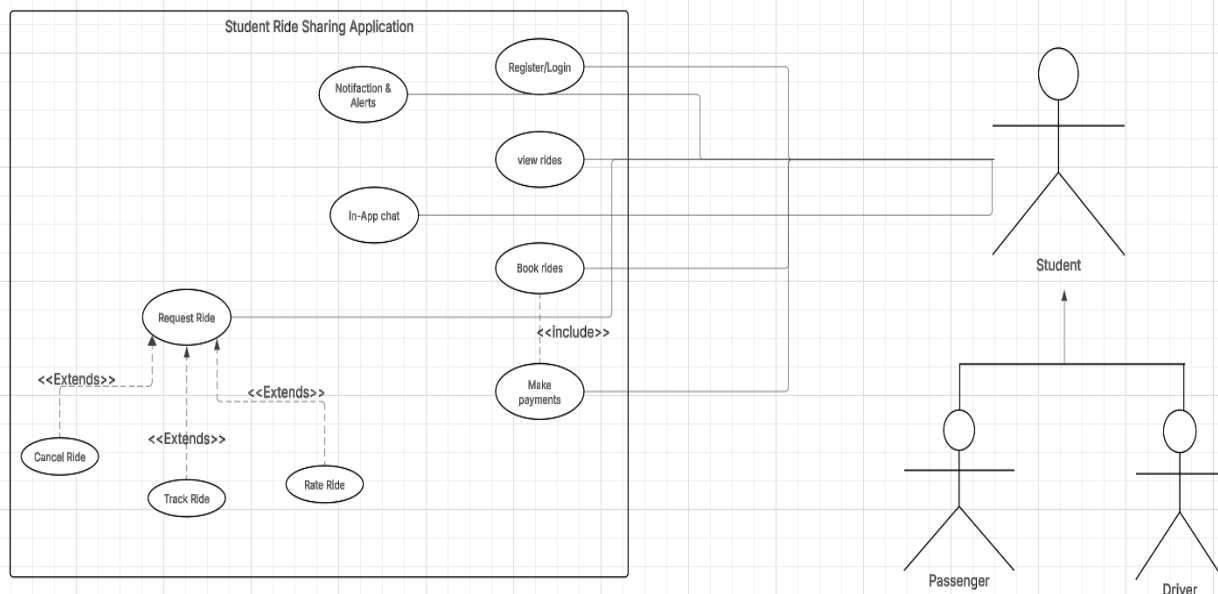 Student Ride Sharing Application
Register/Login
Notifaction &
Alerts
view rides
In-App chat
Book rides
Student
Request Ride
<<include>>
Make
payments
<<Extends>>
<<Extends>>
<<Extends>>
Cancel Ride
Track Ride
Rate Ride
Passenger
Driver